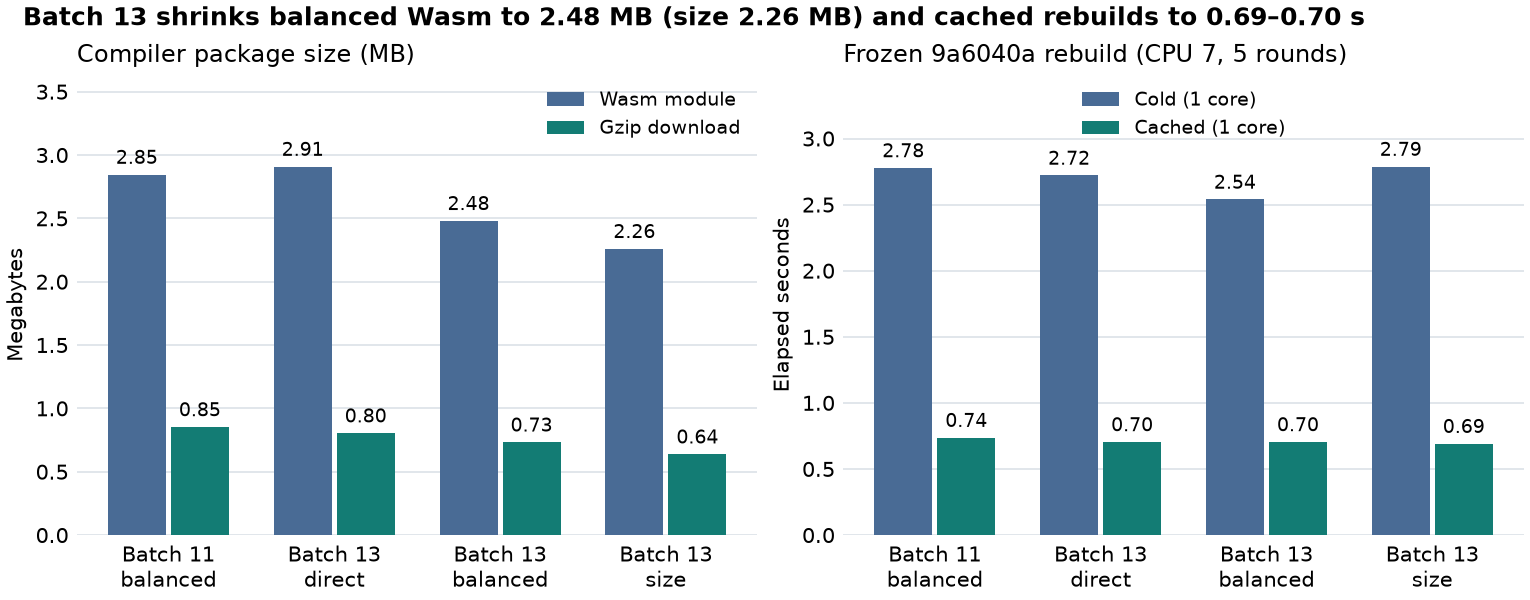 Batch 13 shrinks balanced Wasm to 2.48 MB (size 2.26 MB) and cached rebuilds to 0.69–0.70 s
Compiler package size (MB)
Megabytes
3.5
3.0
2.5
2.0
1.5
1.0
0.5
0.0
Wasm module
Gzip download
2.85
0.85
2.91
0.80
2.48
0.73
2.26
0.64
Batch 11
balanced
Batch 13
direct
Batch 13
balanced
Batch 13
size
Frozen 9a6040a rebuild (CPU 7, 5 rounds)
Elapsed seconds
3.0
2.5
2.0
1.5
1.0
0.5
0.0
Cold (1 core)
Cached (1 core)
2.78
0.74
2.72
0.70
2.54
0.70
2.79
0.69
Batch 11
balanced
Batch 13
direct
Batch 13
balanced
Batch 13
size